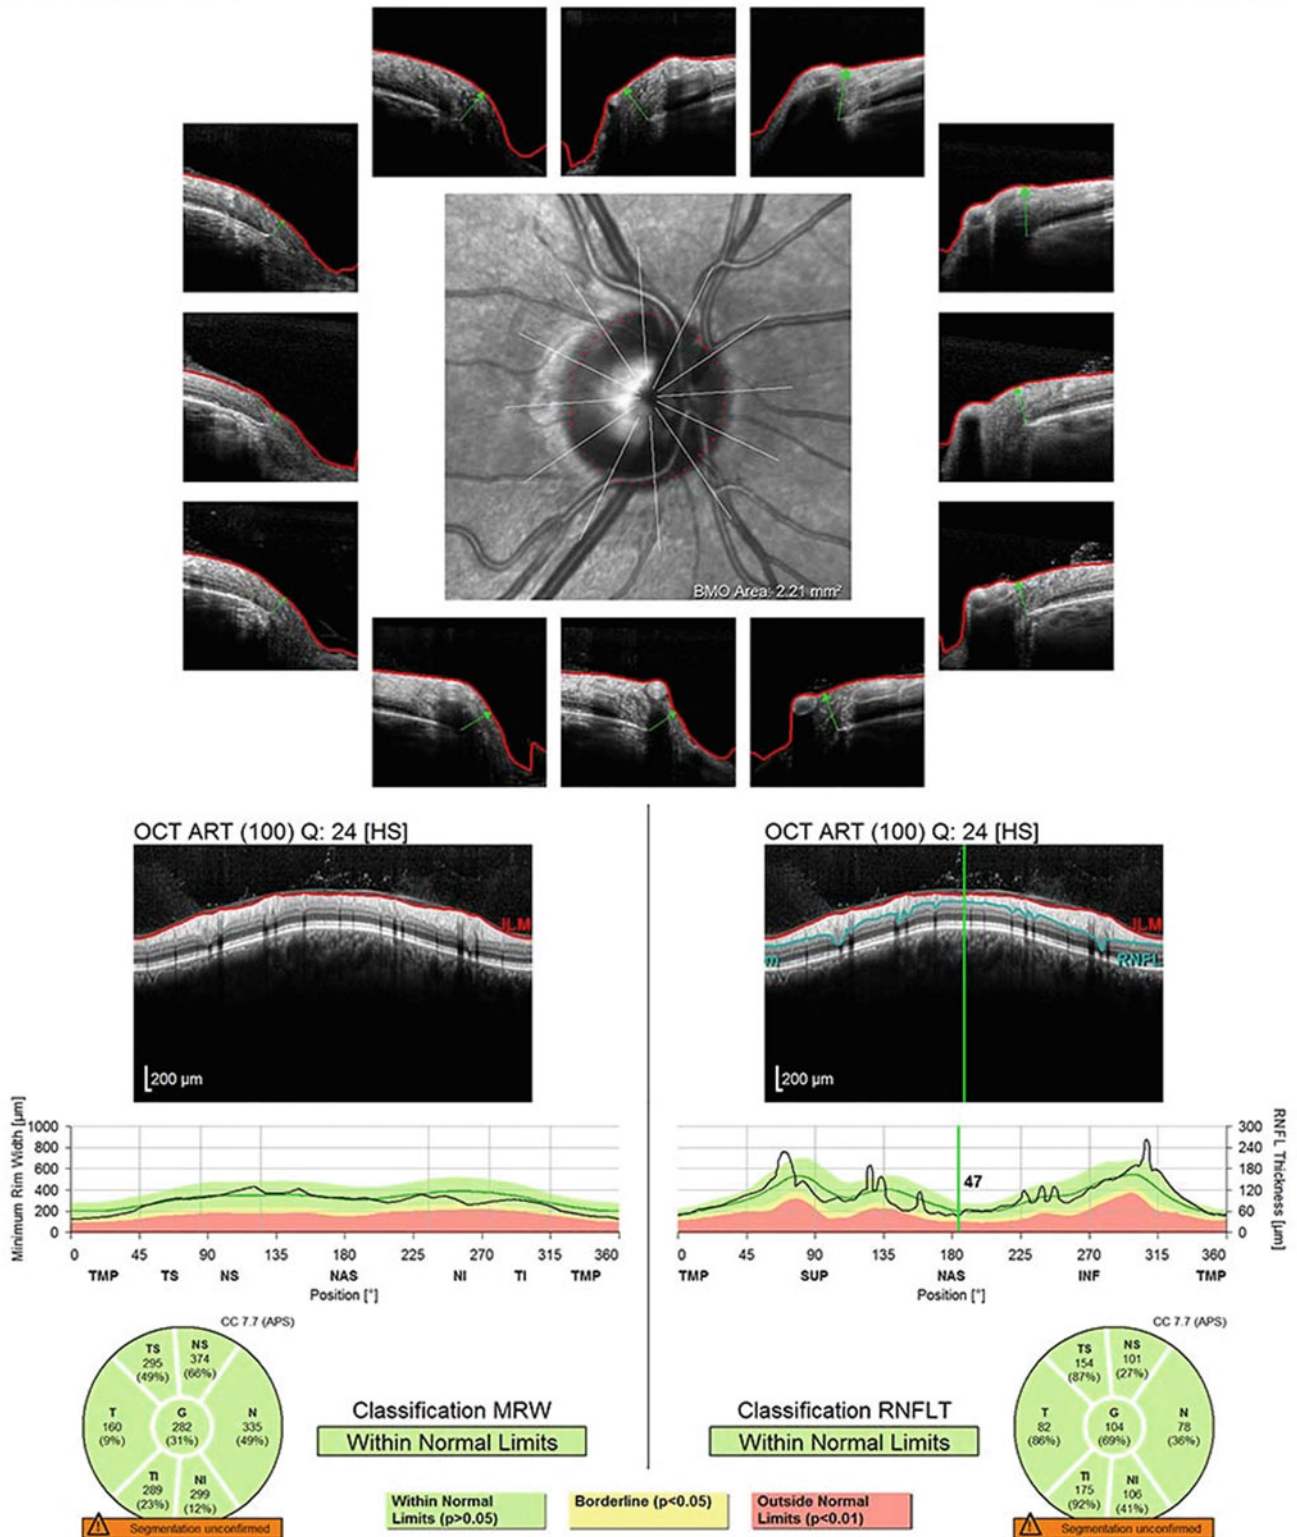 BMO Area: 2.21 mm²
OCT ART (100) Q: 24 [HS]
ILM
200 µm
Minimum Rim Width [µm]
1000
800
600
400
200
0
0 45 90 135 180 225 270 315 360
TMP TS NS NAS NI TI TMP
Position [°]
CC 7.7 (APS)
TS
295
(49%)
NS
374
(66%)
T
160
(9%)
G
282
(31%)
N
335
(49%)
TI
289
(23%)
NI
299
(12%)
Segmentation unconfirmed
Classification MRW
Within Normal Limits
OCT ART (100) Q: 24 [HS]
ILM
RNFL
200 µm
300
240
180
120
60
0
RNFL Thickness [µm]
47
0 45 90 135 180 225 270 315 360
TMP SUP NAS INF TMP
Position [°]
CC 7.7 (APS)
Classification RNFLT
Within Normal Limits
TS
154
(87%)
NS
101
(27%)
T
82
(86%)
G
104
(69%)
N
78
(36%)
TI
175
(92%)
NI
106
(41%)
Segmentation unconfirmed
Within Normal
Limits (p>0.05)
Borderline (p<0.05)
Outside Normal
Limits (p<0.01)